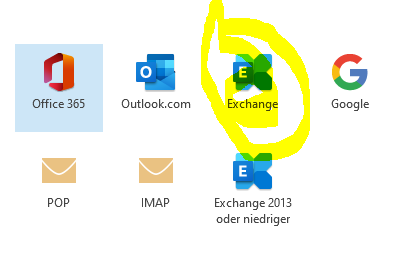 Office 365
Outlook.com
Exchange
Google
POP
IMAP
Exchange 2013
oder niedriger